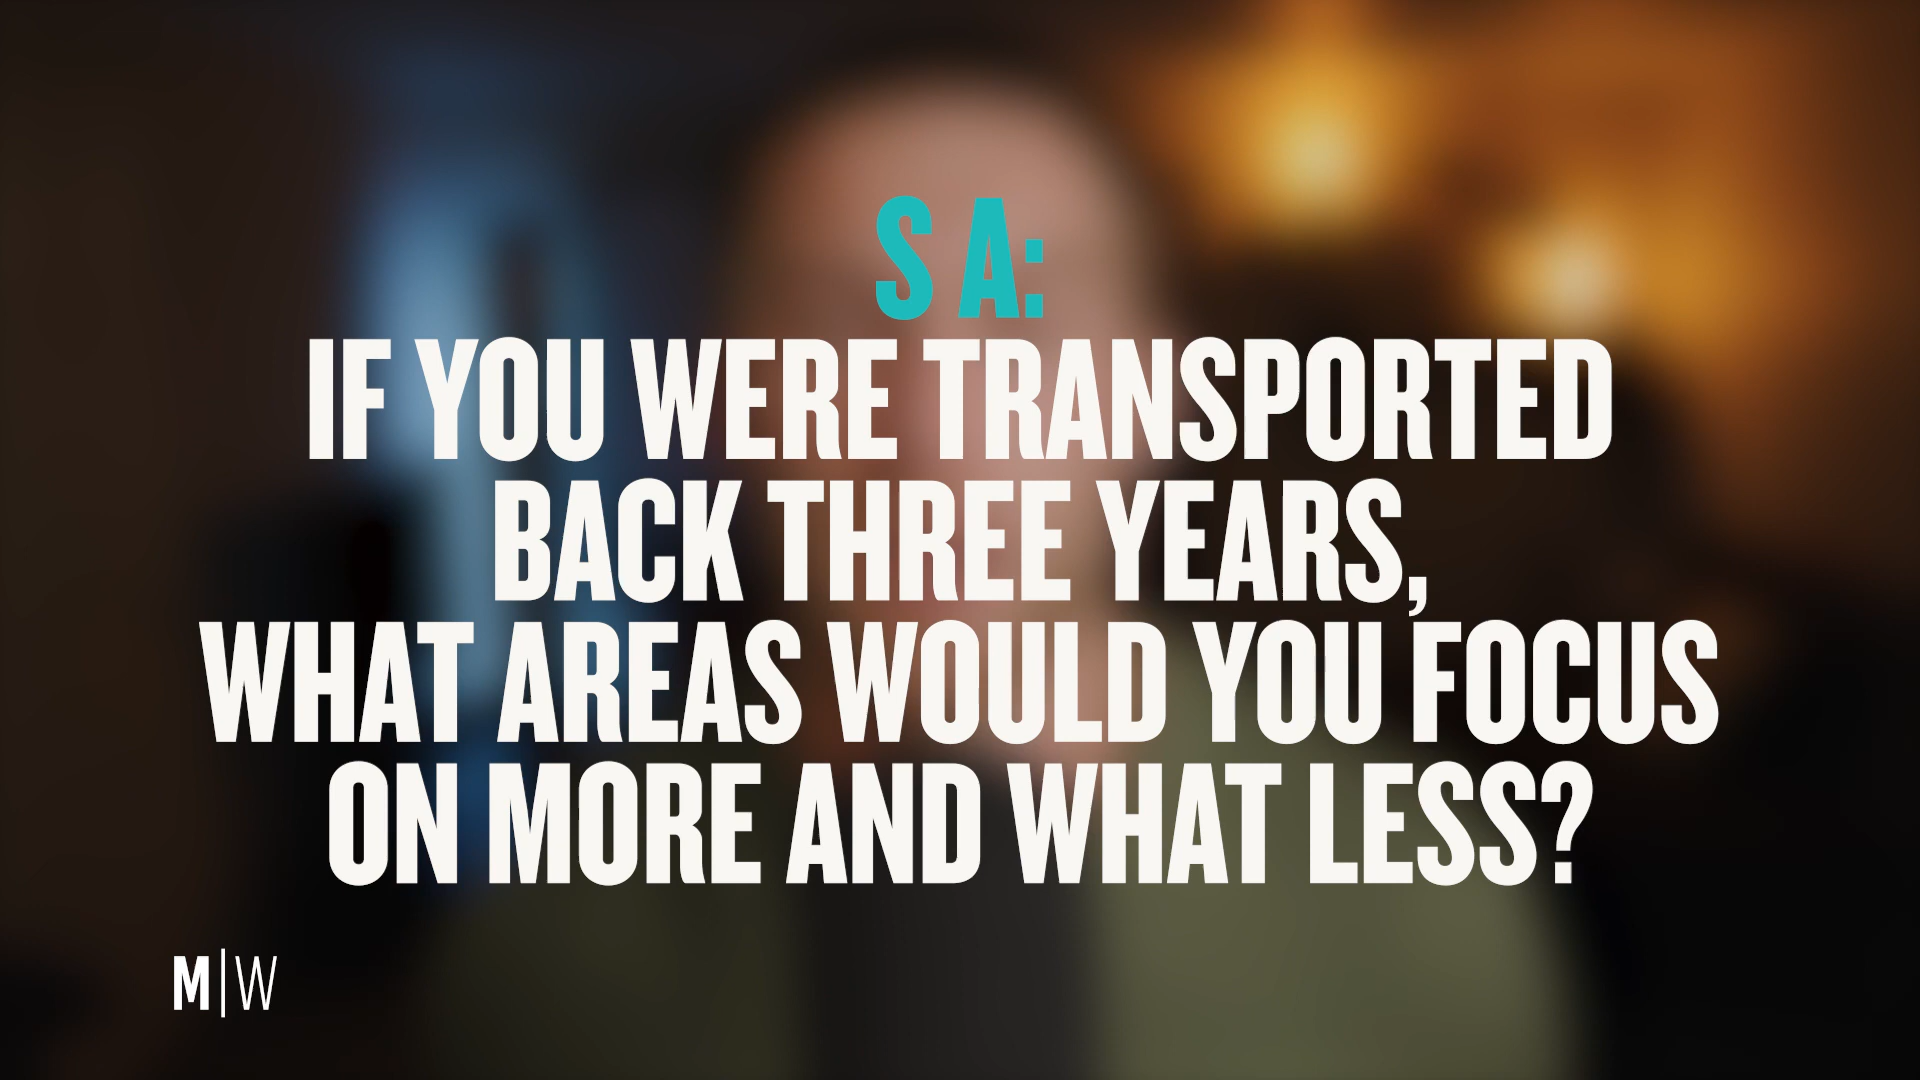 S A:
IF YOU WERE TRANSPORTED
BACK THREE YEARS,
WHAT AREAS WOULD YOU FOCUS
ON MORE AND WHAT LESS?
M|W